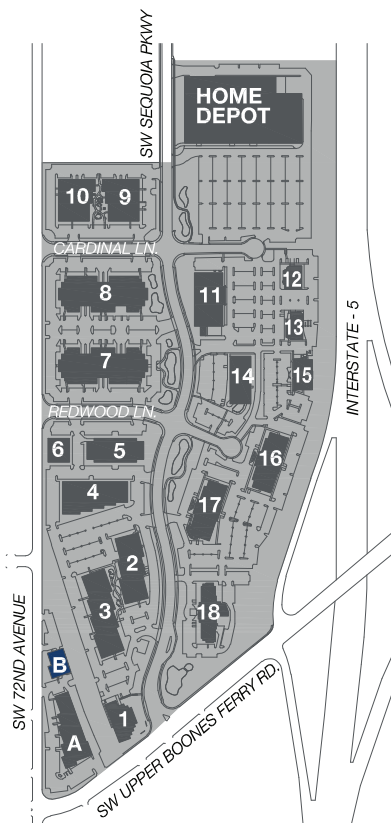 SW SEQUOIA PKWY
HOME
DEPOT
10
9
CARDINAL LN.
8
11
12
13
7
14
15
INTERSTATE - 5
REDWOOD LN.
6
5
16
4
17
2
3
18
SW 72ND AVENUE
B
A
1
SW UPPER BOONES FERRY RD.